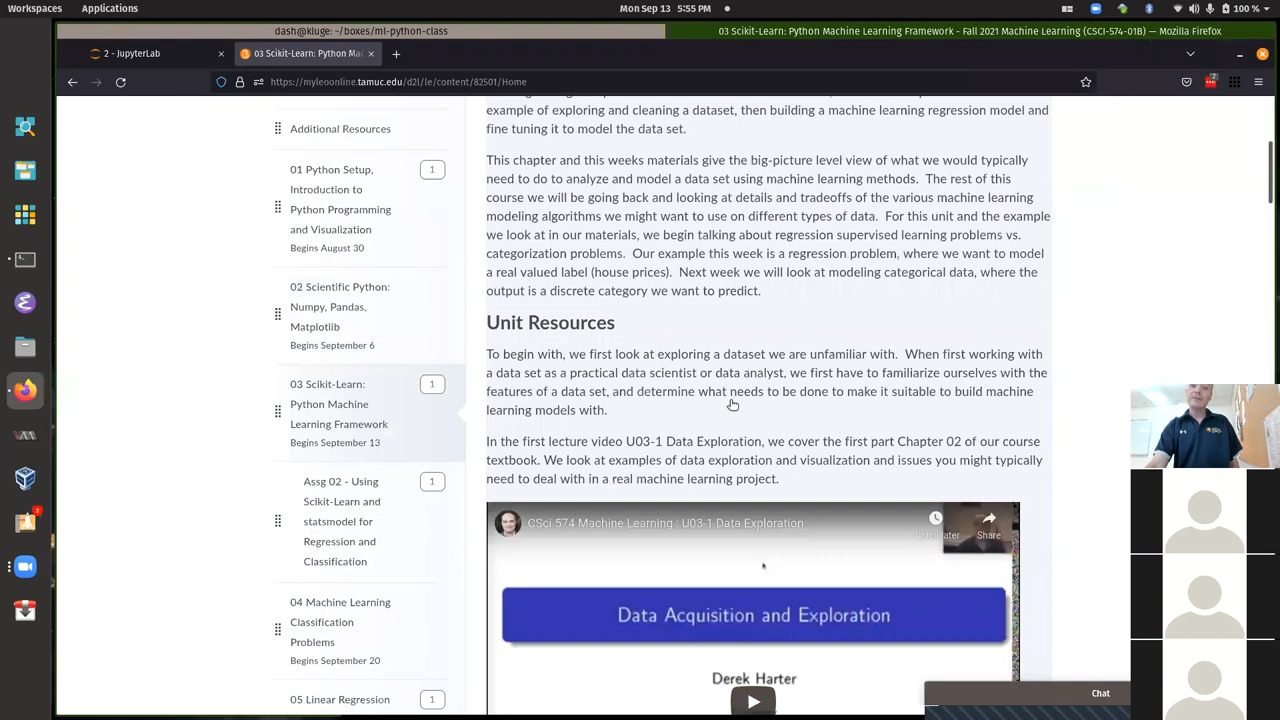 Workspaces Applications Mon Sep 13 5:55 PM 100 %
dash@kluge: ~/boxes/ml-python-class 03 Scikit-Learn: Python Machine Learning Framework - Fall 2021 Machine Learning (CSCI-574-01B) — Mozilla Firefox
2 - JupyterLab 03 Scikit-Learn: Python Mac
https://myleoonline.tamuc.edu/d2l/le/content/82501/Home
Additional Resources
01 Python Setup, 1
Introduction to
Python Programming
and Visualization
Begins August 30
02 Scientific Python:
Numpy, Pandas,
Matplotlib
Begins September 6
03 Scikit-Learn: 1
Python Machine
Learning Framework
Begins September 13
Assg 02 - Using 1
Scikit-Learn and
statsmodel for
Regression and
Classification
04 Machine Learning
Classification
Problems
Begins September 20
05 Linear Regression 1
example of exploring and cleaning a dataset, then building a machine learning regression model and
fine tuning it to model the data set.
This chapter and this weeks materials give the big-picture level view of what we would typically
need to do to analyze and model a data set using machine learning methods. The rest of this
course we will be going back and looking at details and tradeoffs of the various machine learning
modeling algorithms we might want to use on different types of data. For this unit and the example
we look at in our materials, we begin talking about regression supervised learning problems vs.
categorization problems. Our example this week is a regression problem, where we want to model
a real valued label (house prices). Next week we will look at modeling categorical data, where the
output is a discrete category we want to predict.
Unit Resources
To begin with, we first look at exploring a dataset we are unfamiliar with. When first working with
a data set as a practical data scientist or data analyst, we first have to familiarize ourselves with the
features of a data set, and determine what needs to be done to make it suitable to build machine
learning models with.
In the first lecture video U03-1 Data Exploration, we cover the first part Chapter 02 of our course
textbook. We look at examples of data exploration and visualization and issues you might typically
need to deal with in a real machine learning project.
CSci 574 Machine Learning : U03-1 Data Exploration
Watch later Share
Data Acquisition and Exploration
Derek Harter
Chat